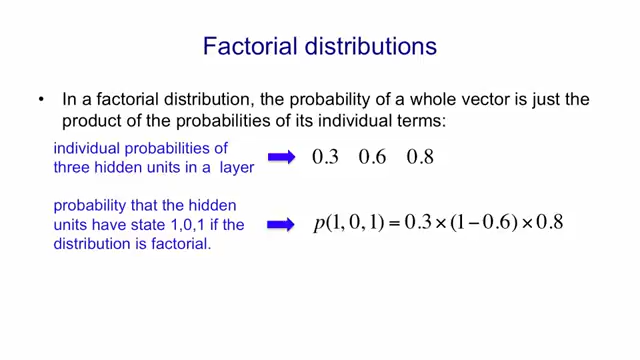 Factorial distributions
• In a factorial distribution, the probability of a whole vector is just the
product of the probabilities of its individual terms:
individual probabilities of
three hidden units in a layer
0.3 0.6 0.8
probability that the hidden
units have state 1,0,1 if the
distribution is factorial.
p(1, 0, 1) = 0.3 × (1 − 0.6) × 0.8